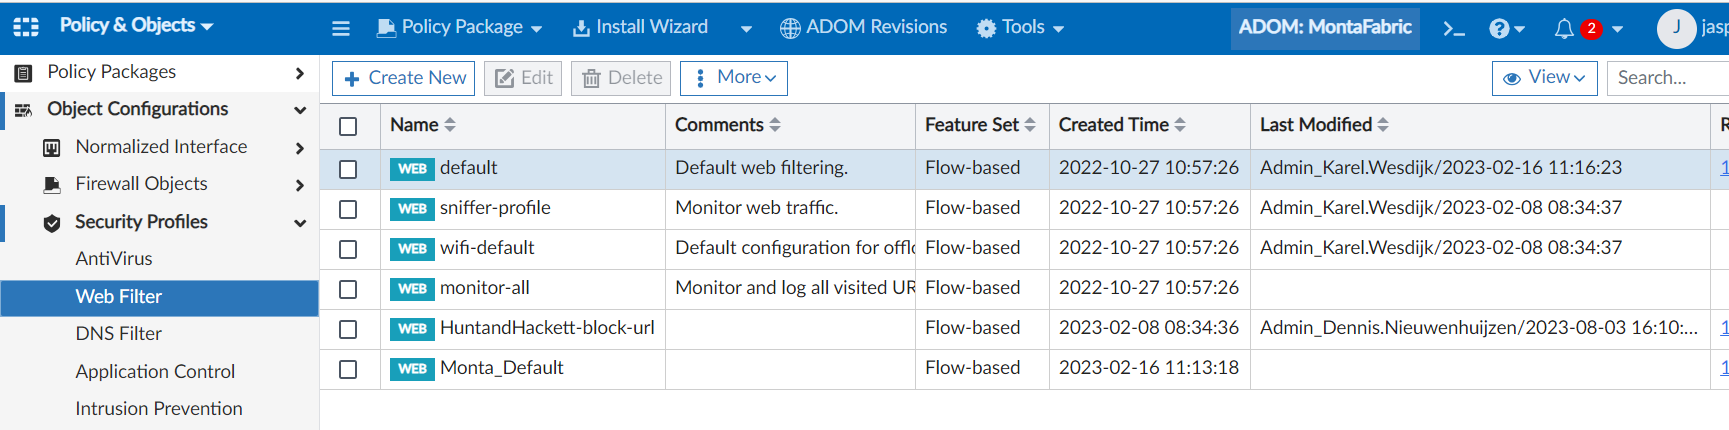 Policy & Objects
Policy Package
Install Wizard
ADOM Revisions
Tools
ADOM: MontaFabric
2
J
jasp
Policy Packages
Object Configurations
Normalized Interface
Firewall Objects
Security Profiles
AntiVirus
Web Filter
DNS Filter
Application Control
Intrusion Prevention
+ Create New
Edit
Delete
More
View
Search...
Name Comments Feature Set Created Time Last Modified R
WEB default Default web filtering. Flow-based 2022-10-27 10:57:26 Admin_Karel.Wesdijk/2023-02-16 11:16:23 1
WEB sniffer-profile Monitor web traffic. Flow-based 2022-10-27 10:57:26 Admin_Karel.Wesdijk/2023-02-08 08:34:37
WEB wifi-default Default configuration for offlo Flow-based 2022-10-27 10:57:26 Admin_Karel.Wesdijk/2023-02-08 08:34:37
WEB monitor-all Monitor and log all visited UR Flow-based 2022-10-27 10:57:26
WEB HuntandHackett-block-url Flow-based 2023-02-08 08:34:36 Admin_Dennis.Nieuwenhuijzen/2023-08-03 16:10:... 1
WEB Monta_Default Flow-based 2023-02-16 11:13:18 1